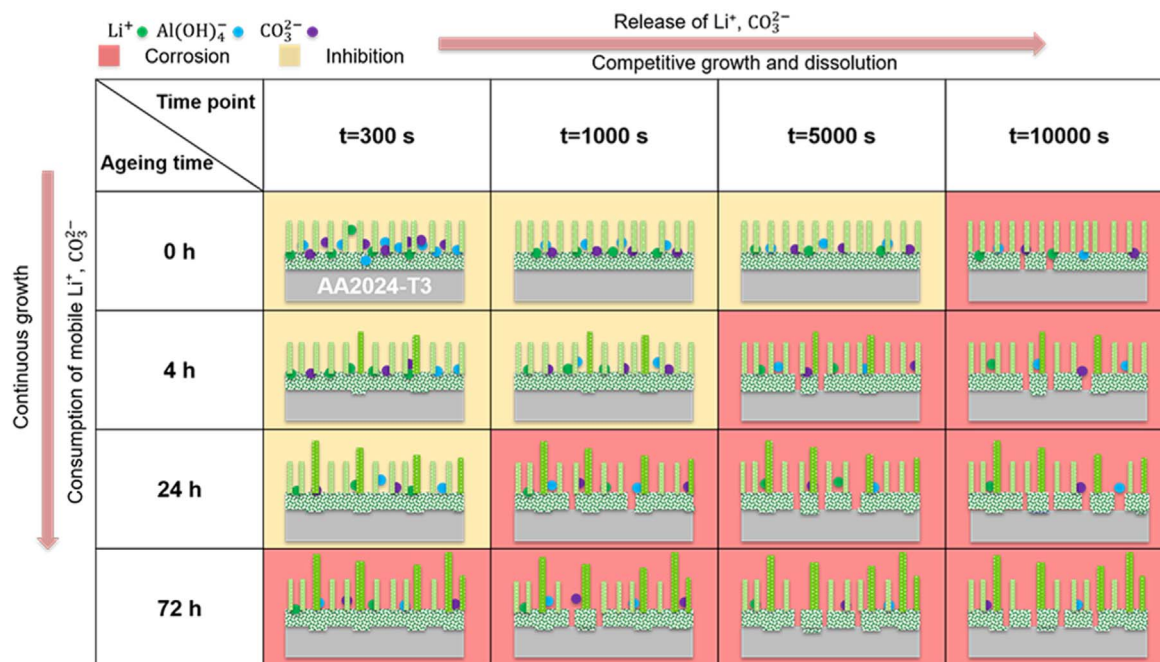 Li⁺ Al(OH)₄⁻ CO₃²⁻
Corrosion Inhibition
Release of Li⁺, CO₃²⁻
Competitive growth and dissolution
Time point
Ageing time
t=300 s t=1000 s t=5000 s t=10000 s
Continuous growth
Consumption of mobile Li⁺, CO₃²⁻
0 h
AA2024-T3
4 h
24 h
72 h